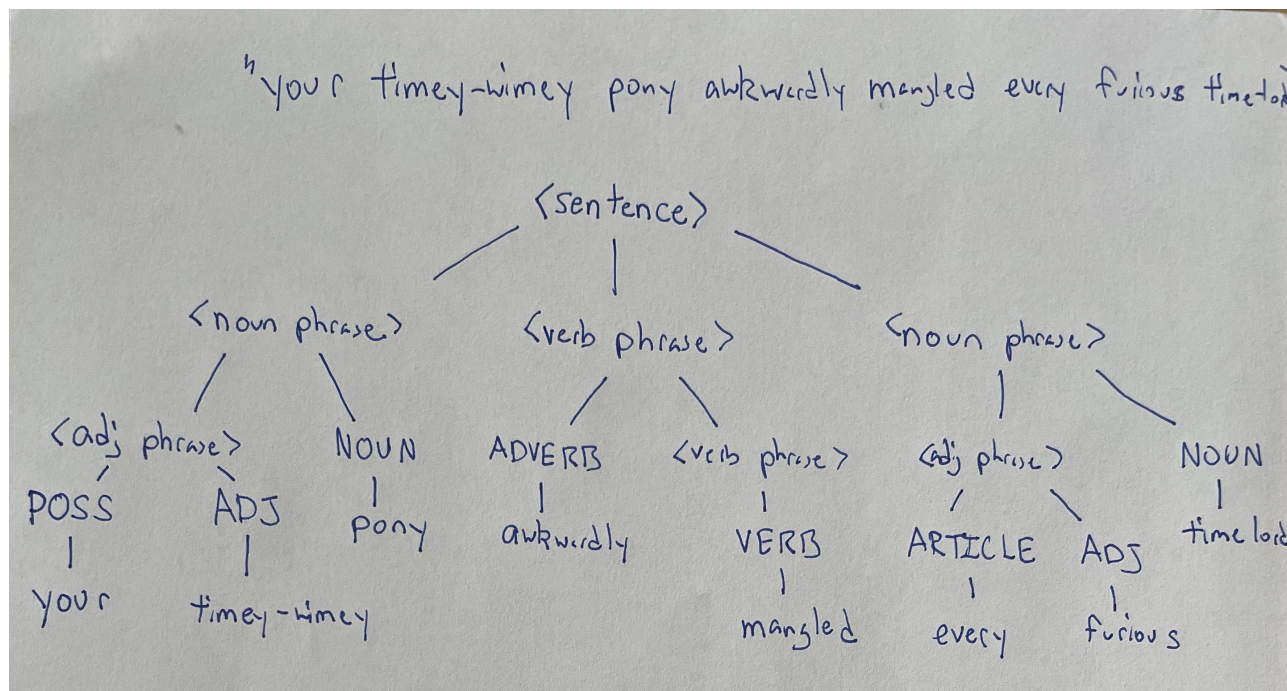 "your timey-wimey pony awkwardly mangled every furious timelor
<sentence>
<noun phrase> <verb phrase> <noun phrase>
<adj phrase> NOUN ADVERB <verb phrase> <adj phrase> NOUN
POSS ADJ pony awkwardly VERB ARTICLE ADJ timelord
your timey-wimey mangled every furious